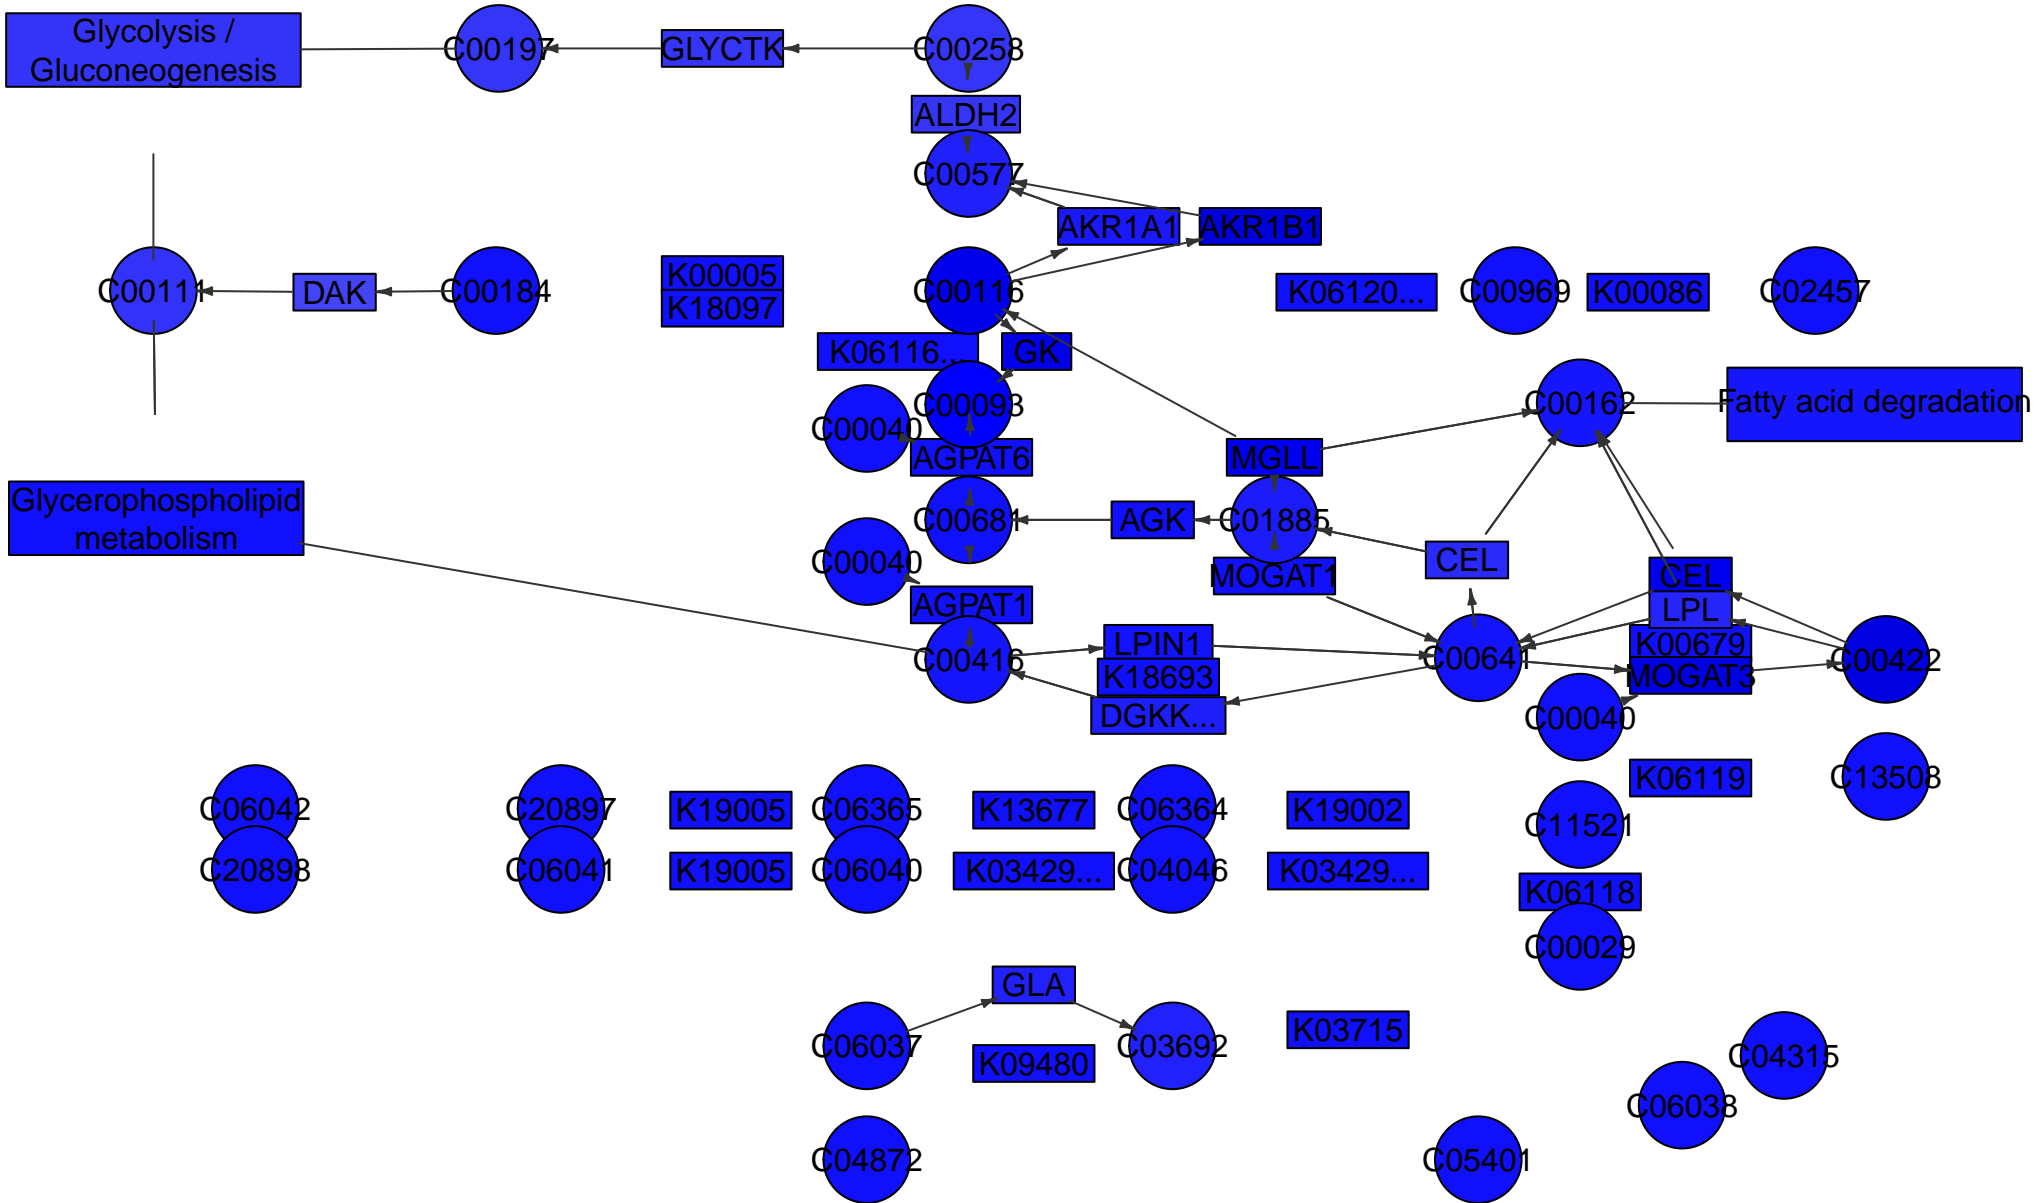 Glycolysis /
Gluconeogenesis
C00197
GLYCTK
C00258
ALDH2
C00577
AKR1A1
AKR1B1
C00111
DAK
C00184
K00005
K18097
C00116
K06120...
C00969
K00086
C02457
K06116...
GK
C00093
C00040
AGPAT6
MGLL
C00162
Fatty acid degradation
Glycerophospholipid
metabolism
C00681
AGK
C01885
C00040
MOGAT1
CEL
CEL
LPL
AGPAT1
C00416
LPIN1
K18693
DGKK...
C00641
K00679
MOGAT3
C00422
C00040
K06119
C13508
C06042
C20897
K19005
C06365
K13677
C06364
K19002
C11521
C20898
C06041
K19005
C06040
K03429...
C04046
K03429...
K06118
C00029
GLA
C06037
K09480
C03692
K03715
C04315
C06038
C04872
C05401